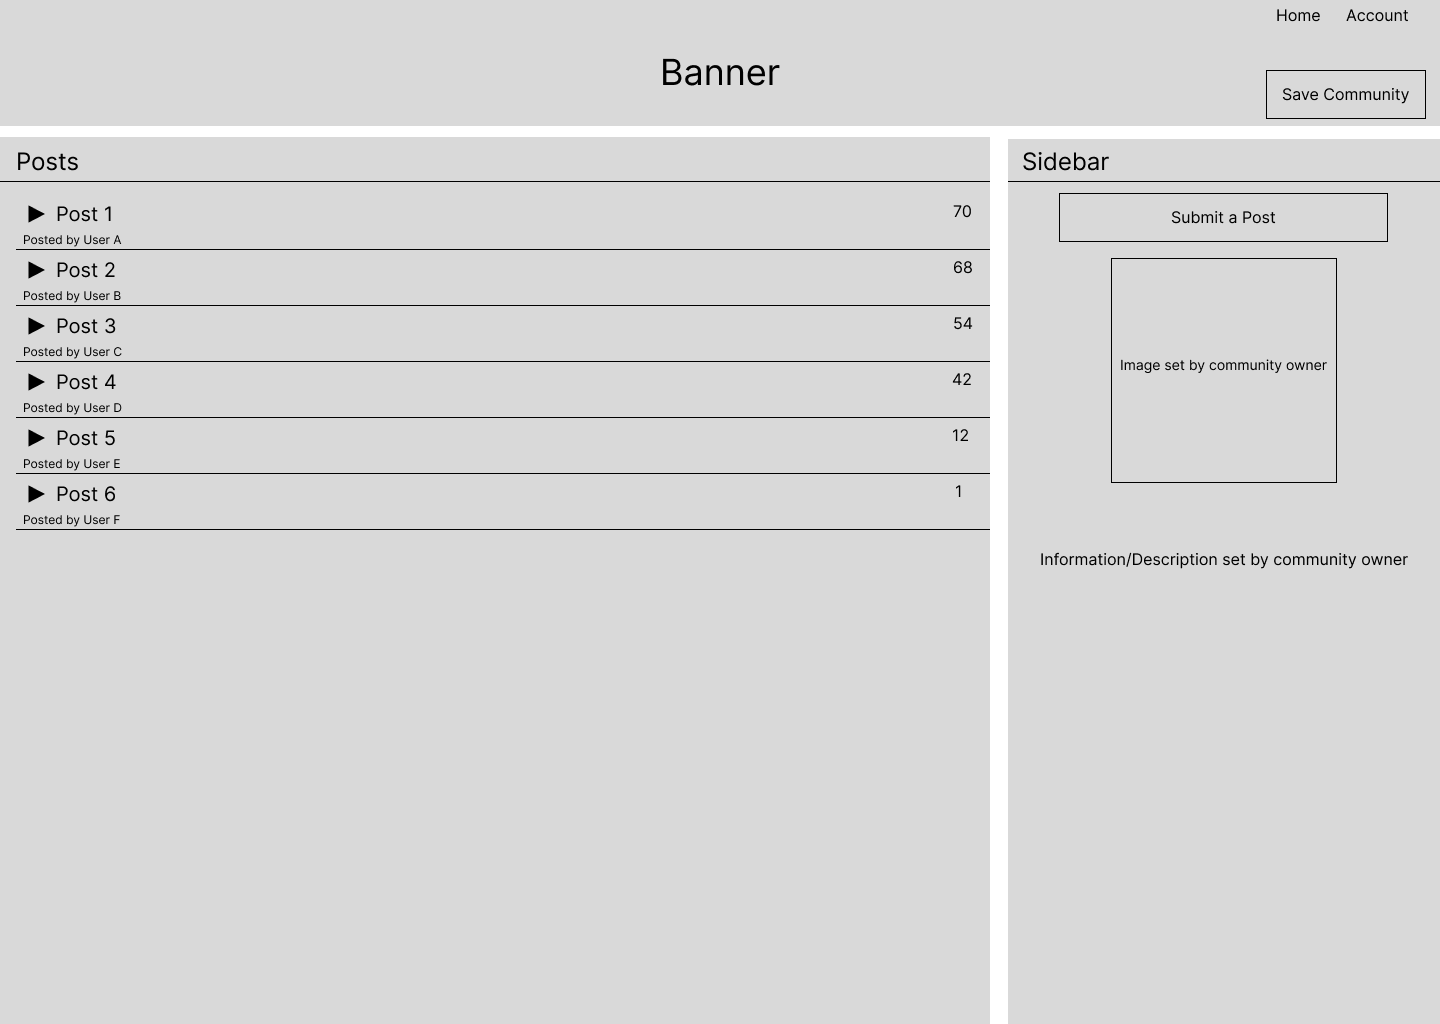 Home Account
Banner
Save Community
Posts
Post 1 70
Posted by User A
Post 2 68
Posted by User B
Post 3 54
Posted by User C
Post 4 42
Posted by User D
Post 5 12
Posted by User E
Post 6 1
Posted by User F
Sidebar
Submit a Post
Image set by community owner
Information/Description set by community owner